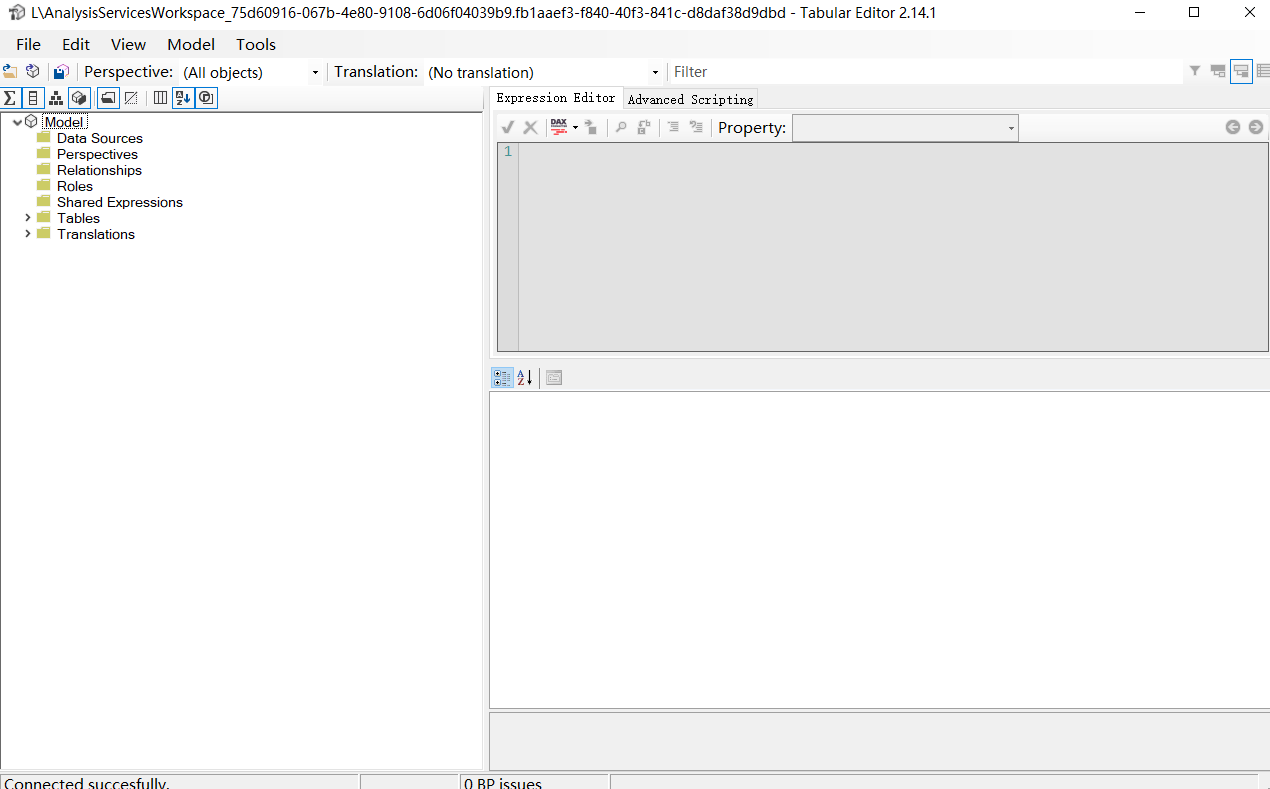 L\AnalysisServicesWorkspace_75d60916-067b-4e80-9108-6d06f04039b9.fb1aaef3-f840-40f3-841c-d8daf38d9dbd - Tabular Editor 2.14.1
File Edit View Model Tools
Perspective: (All objects) Translation: (No translation) Filter
Expression Editor Advanced Scripting
DAX Property:
1
Model
Data Sources
Perspectives
Relationships
Roles
Shared Expressions
Tables
Translations
Connected succesfully.
0 BP issues